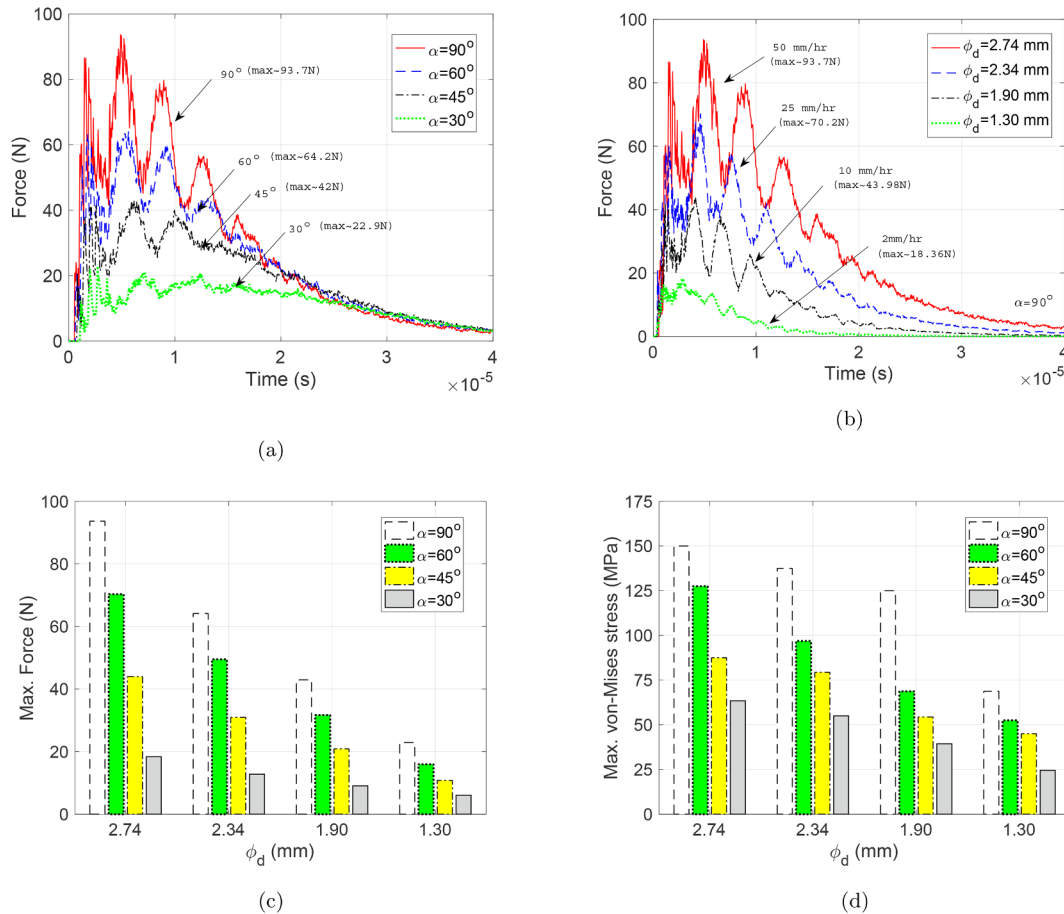 100
80
60
40
20
0
Force (N)
0
1
2
3
4
Time (s)
×10⁻⁵
α=90°
α=60°
α=45°
α=30°
90° (max~93.7N)
60° (max~64.2N)
45° (max~42N)
30° (max~22.9N)
(a)
100
80
60
40
20
0
Force (N)
0
1
2
3
4
Time (s)
×10⁻⁵
ϕd=2.74 mm
ϕd=2.34 mm
ϕd=1.90 mm
ϕd=1.30 mm
50 mm/hr
(max~93.7N)
25 mm/hr
(max~70.2N)
10 mm/hr
(max~43.98N)
2mm/hr
(max~18.36N)
α=90°
(b)
100
80
60
40
20
0
Max. Force (N)
2.74
2.34
1.90
1.30
ϕd (mm)
α=90°
α=60°
α=45°
α=30°
(c)
175
150
125
100
75
50
25
0
Max. von-Mises stress (MPa)
2.74
2.34
1.90
1.30
ϕd (mm)
α=90°
α=60°
α=45°
α=30°
(d)